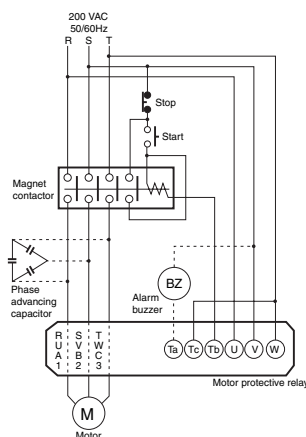 200 VAC
50/60Hz
R S T
Stop
Start
Magnet
contactor
Phase
advancing
capacitor
BZ
Alarm
buzzer
R S T
U V W
A B C
1 2 3
Ta Tc Tb U V W
Motor protective relay
M
Motor